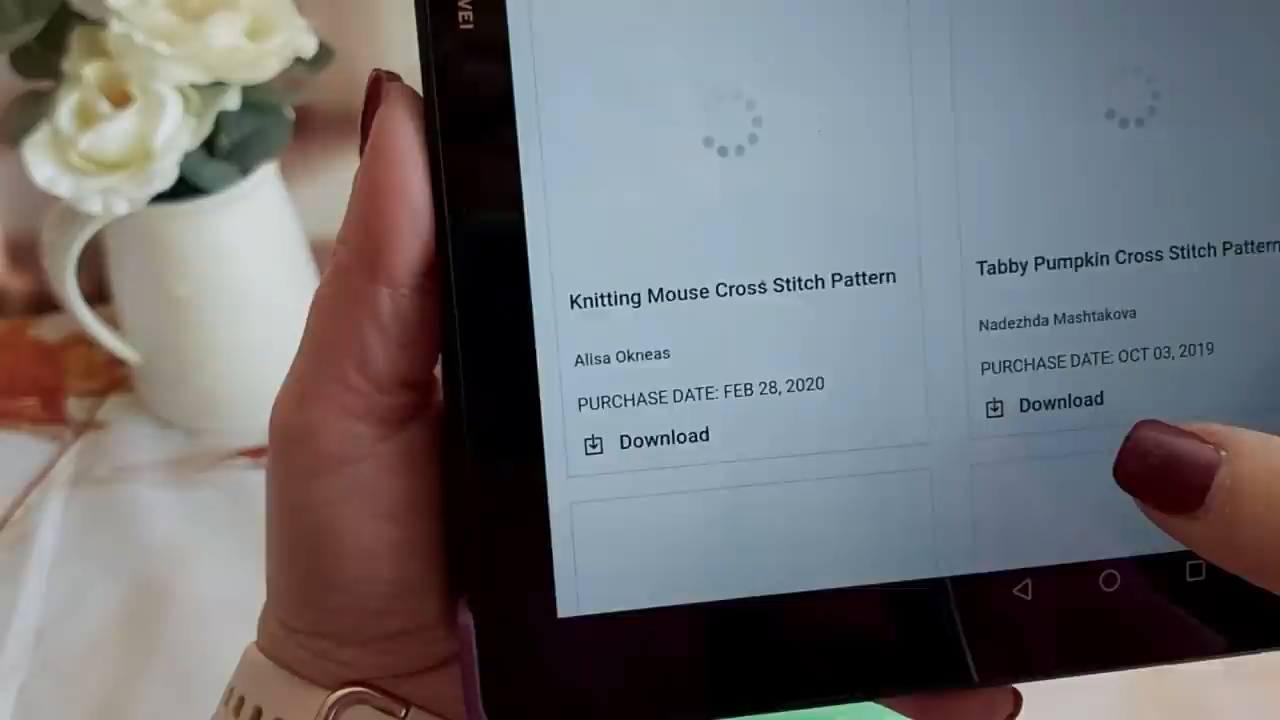 Knitting Mouse Cross Stitch Pattern
Alisa Okneas
PURCHASE DATE: FEB 28, 2020
Download
Tabby Pumpkin Cross Stitch Pattern
Nadezhda Mashtakova
PURCHASE DATE: OCT 03, 2019
Download